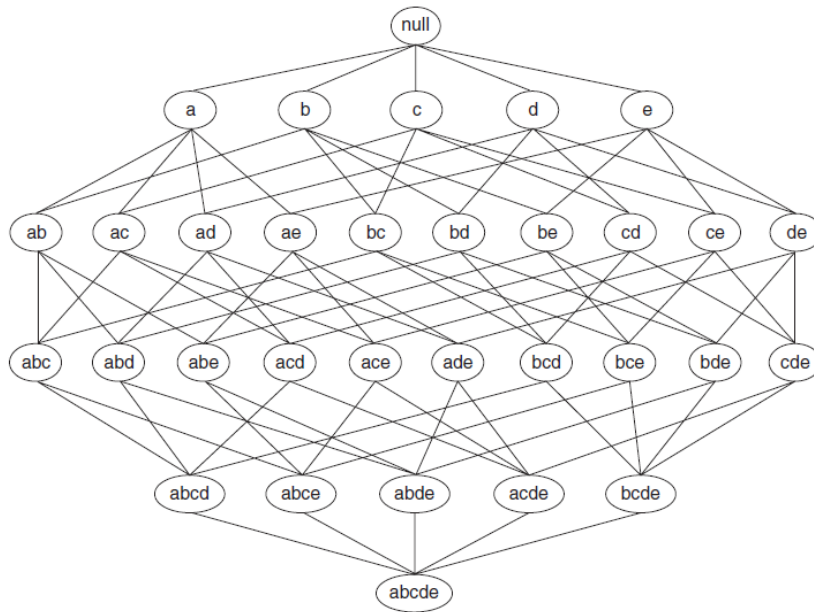 null
a b c d e
ab ac ad ae bc bd be cd ce de
abc abd abe acd ace ade bcd bce bde cde
abcd abce abde acde bcde
abcde